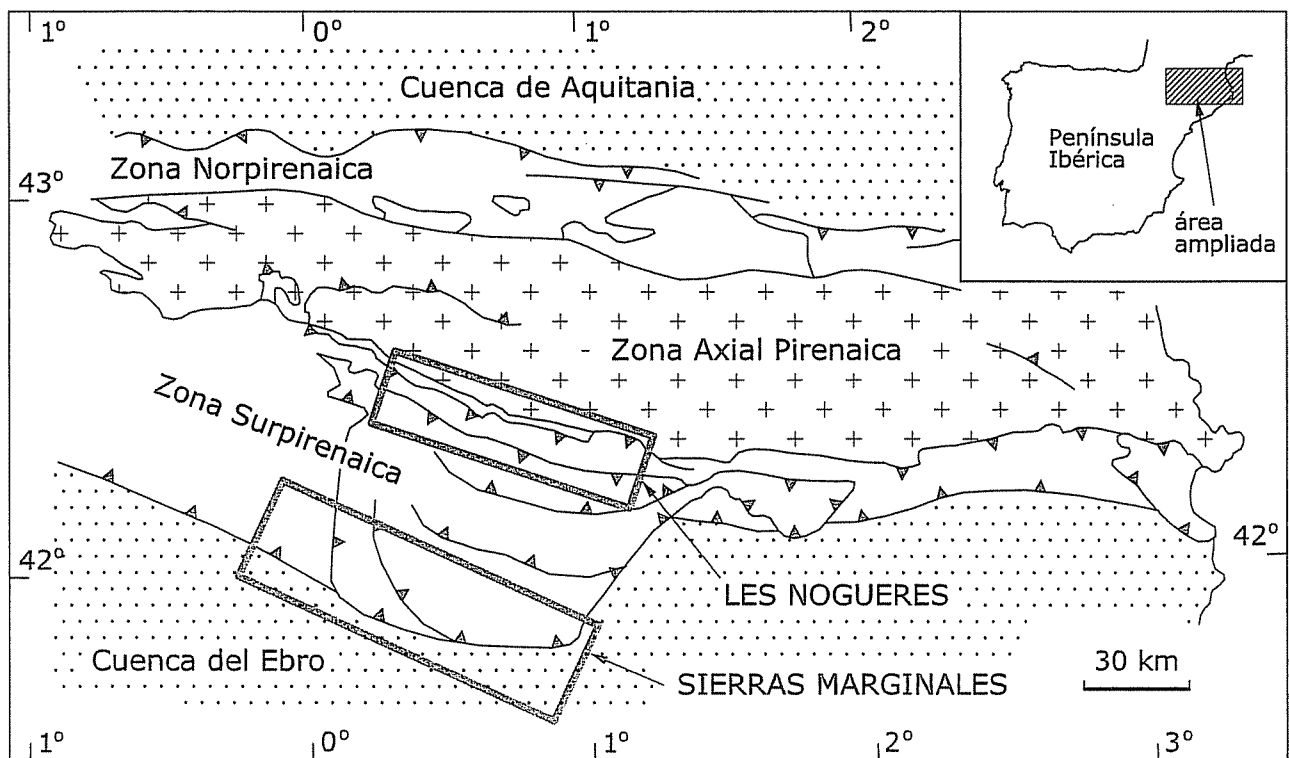 1º 0º 1º 2º
Cuenca de Aquitania
Península
Ibérica
área
ampliada
Zona Norpirenaica
43º
Zona Axial Pirenaica
Zona Surpirenaica
42º
42º
LES NOGUERES
Cuenca del Ebro
SIERRAS MARGINALES
30 km
1º 0º 1º 2º 3º